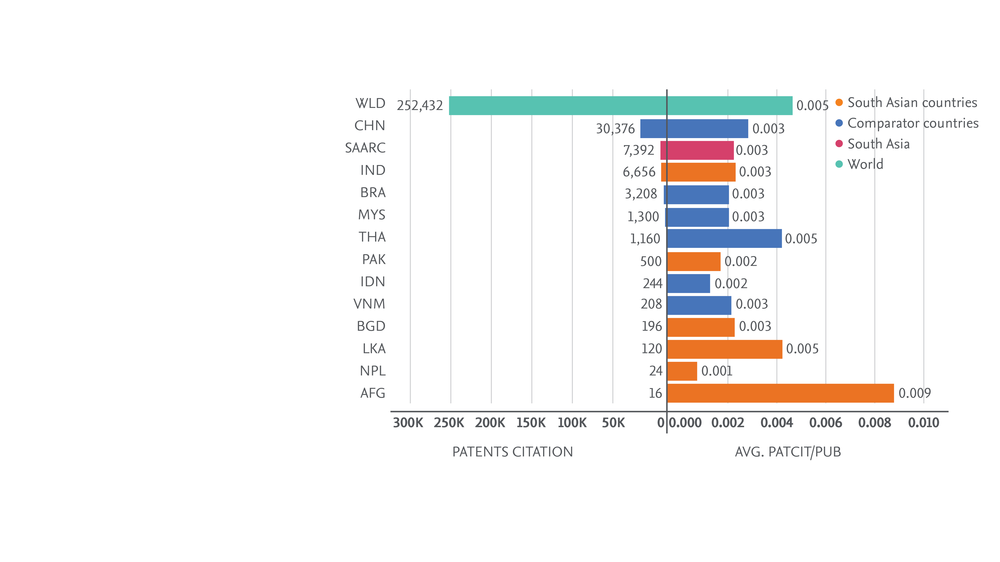 WLD 252,432 0.005 South Asian countries
CHN 30,376 0.003 Comparator countries
SAARC 7,392 0.003 South Asia
IND 6,656 0.003 World
BRA 3,208 0.003
MYS 1,300 0.003
THA 1,160 0.005
PAK 500 0.002
IDN 244 0.002
VNM 208 0.003
BGD 196 0.003
LKA 120 0.005
NPL 24 0.001
AFG 16 0.009
300K 250K 200K 150K 100K 50K 0 0.000 0.002 0.004 0.006 0.008 0.010
PATENTS CITATION AVG. PATCIT/PUB